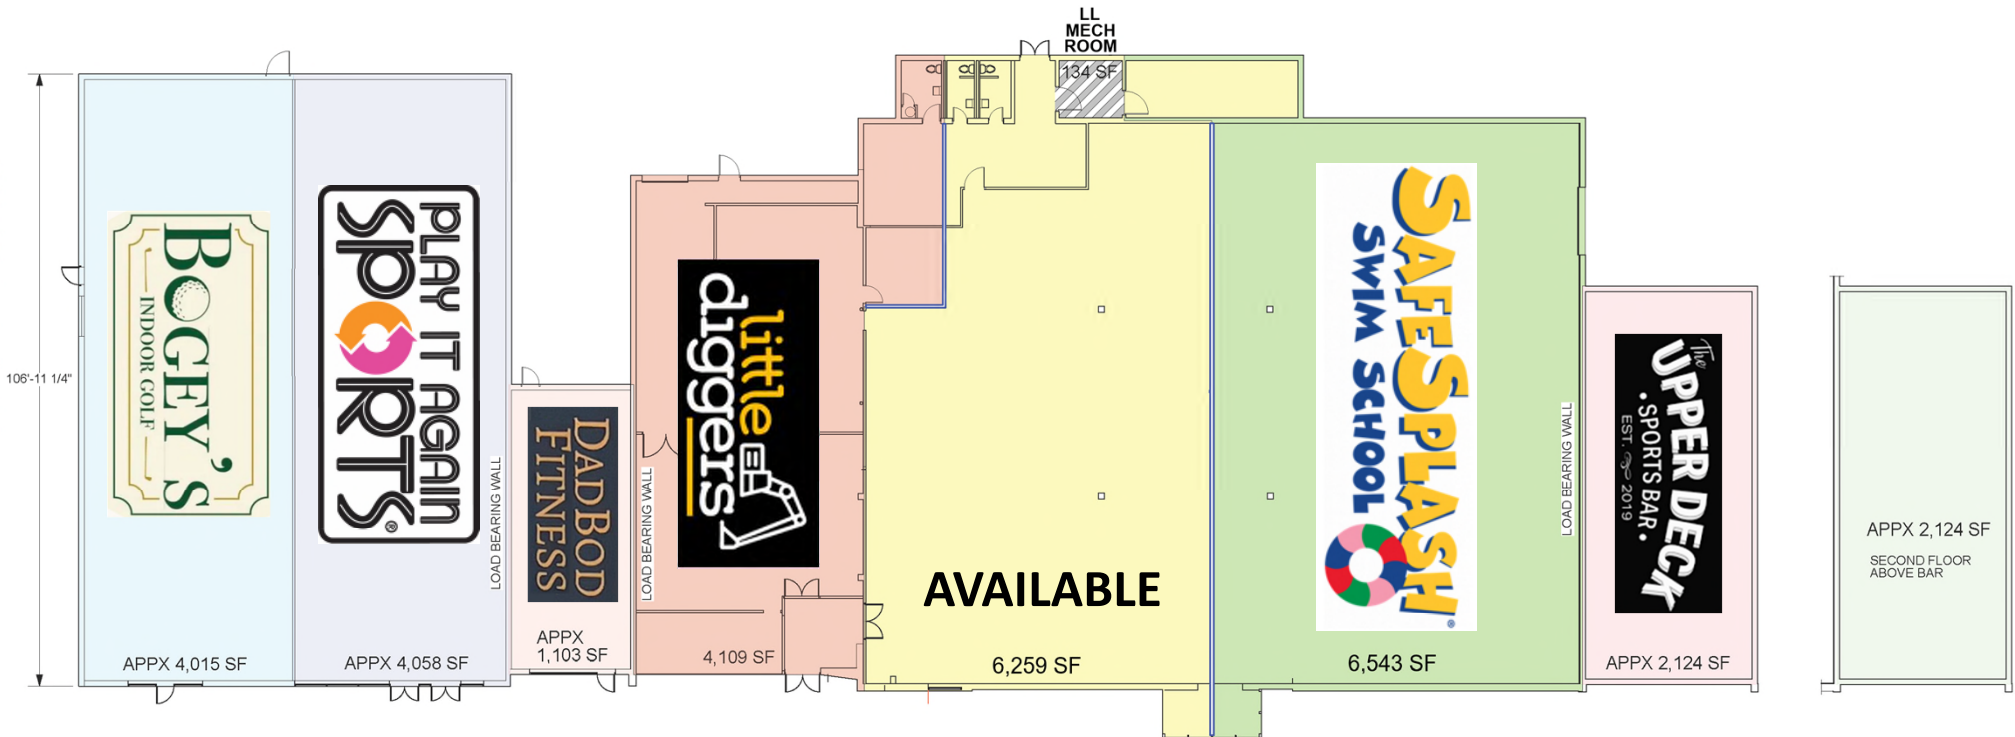 LL
MECH
ROOM
134 SF
106'-11 1/4"
BOGEY'S
INDOOR GOLF
APPX 4,015 SF
PLAY IT AGAIN
SPORTS®
APPX 4,058 SF
LOAD BEARING WALL
DADBOD
FITNESS
APPX
1,103 SF
LOAD BEARING WALL
little
diggers
4,109 SF
AVAILABLE
6,259 SF
SAFESPLASH®
SWIM SCHOOL
6,543 SF
LOAD BEARING WALL
The
UPPER DECK
• SPORTS BAR •
EST. 2019
APPX 2,124 SF
APPX 2,124 SF
SECOND FLOOR
ABOVE BAR